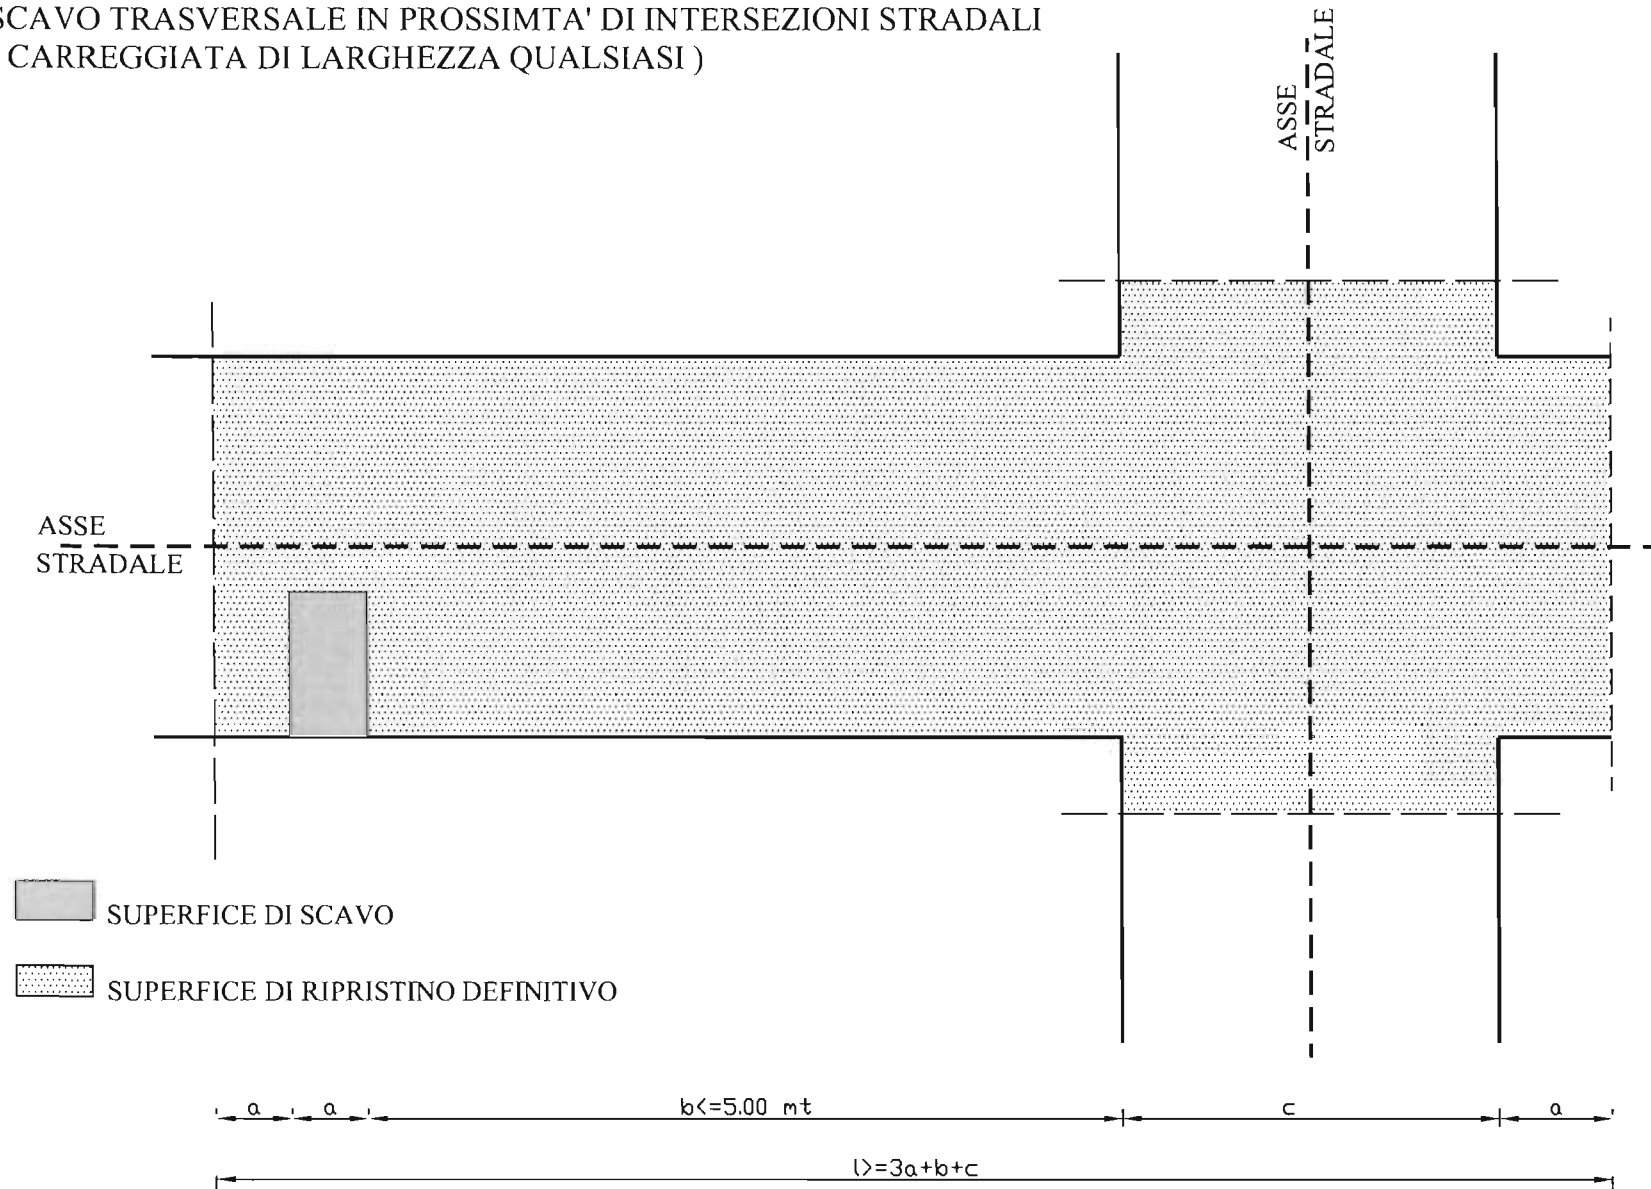 SCAVO TRASVERSALE IN PROSSIMTA' DI INTERSEZIONI STRADALI
CARREGGIATA DI LARGHEZZA QUALSIASI )
ASSE
STRADALE
ASSE
STRADALE
SUPERFICE DI SCAVO
SUPERFICE DI RIPRISTINO DEFINITIVO
a a b<=5.00 mt c a
l>=3a+b+c